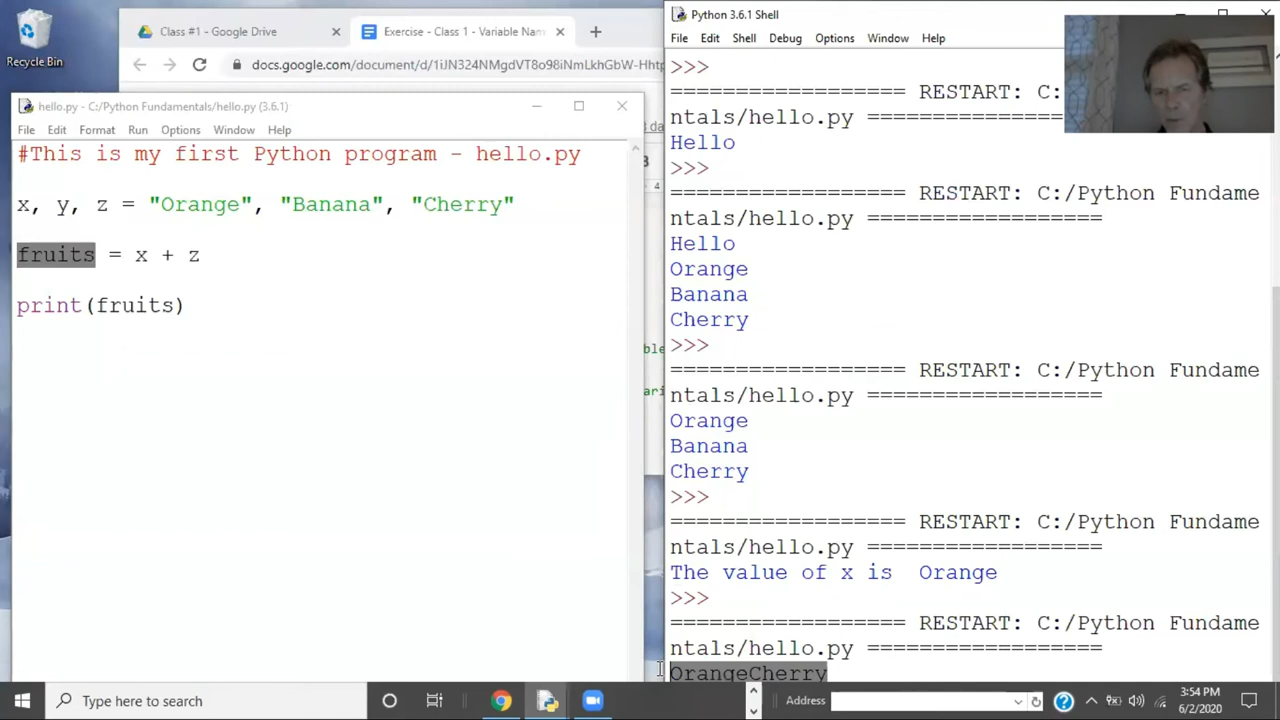 Recycle Bin
Class #1 - Google Drive
Exercise - Class 1 - Variable Nam
docs.google.com/document/d/1iJN324NMgdVT8o98iNmLkhGbW-Hhtp
hello.py - C:/Python Fundamentals/hello.py (3.6.1)
File Edit Format Run Options Window Help
#This is my first Python program - hello.py
x, y, z = "Orange", "Banana", "Cherry"
fruits = x + z
print(fruits)
Python 3.6.1 Shell
File Edit Shell Debug Options Window Help
>>>
================== RESTART: C:
ntals/hello.py ==================
Hello
>>>
================== RESTART: C:/Python Fundame
ntals/hello.py ==================
Hello
Orange
Banana
Cherry
>>>
================== RESTART: C:/Python Fundame
ntals/hello.py ==================
Orange
Banana
Cherry
>>>
================== RESTART: C:/Python Fundame
ntals/hello.py ==================
The value of x is  Orange
>>>
================== RESTART: C:/Python Fundame
ntals/hello.py ==================
OrangeCherry
Type here to search
Address
3:54 PM
6/2/2020